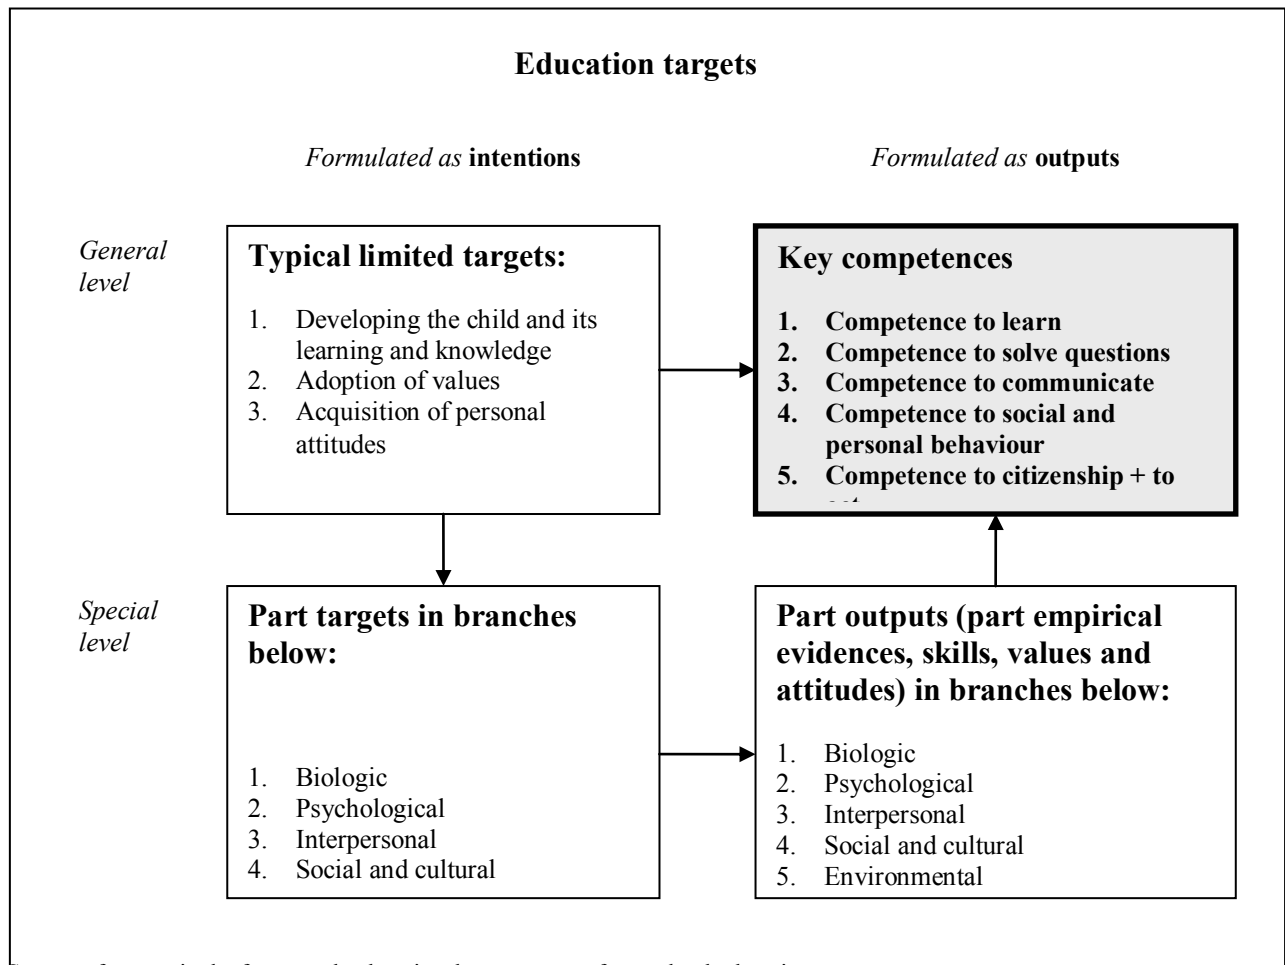 Education targets
Formulated as intentions
Formulated as outputs
General
level
Typical limited targets:
1. Developing the child and its
learning and knowledge
2. Adoption of values
3. Acquisition of personal
attitudes
Key competences
1. Competence to learn
2. Competence to solve questions
3. Competence to communicate
4. Competence to social and
personal behaviour
5. Competence to citizenship + to
Special
level
Part targets in branches
below:
1. Biologic
2. Psychological
3. Interpersonal
4. Social and cultural
Part outputs (part empirical
evidences, skills, values and
attitudes) in branches below:
1. Biologic
2. Psychological
3. Interpersonal
4. Social and cultural
5. Environmental